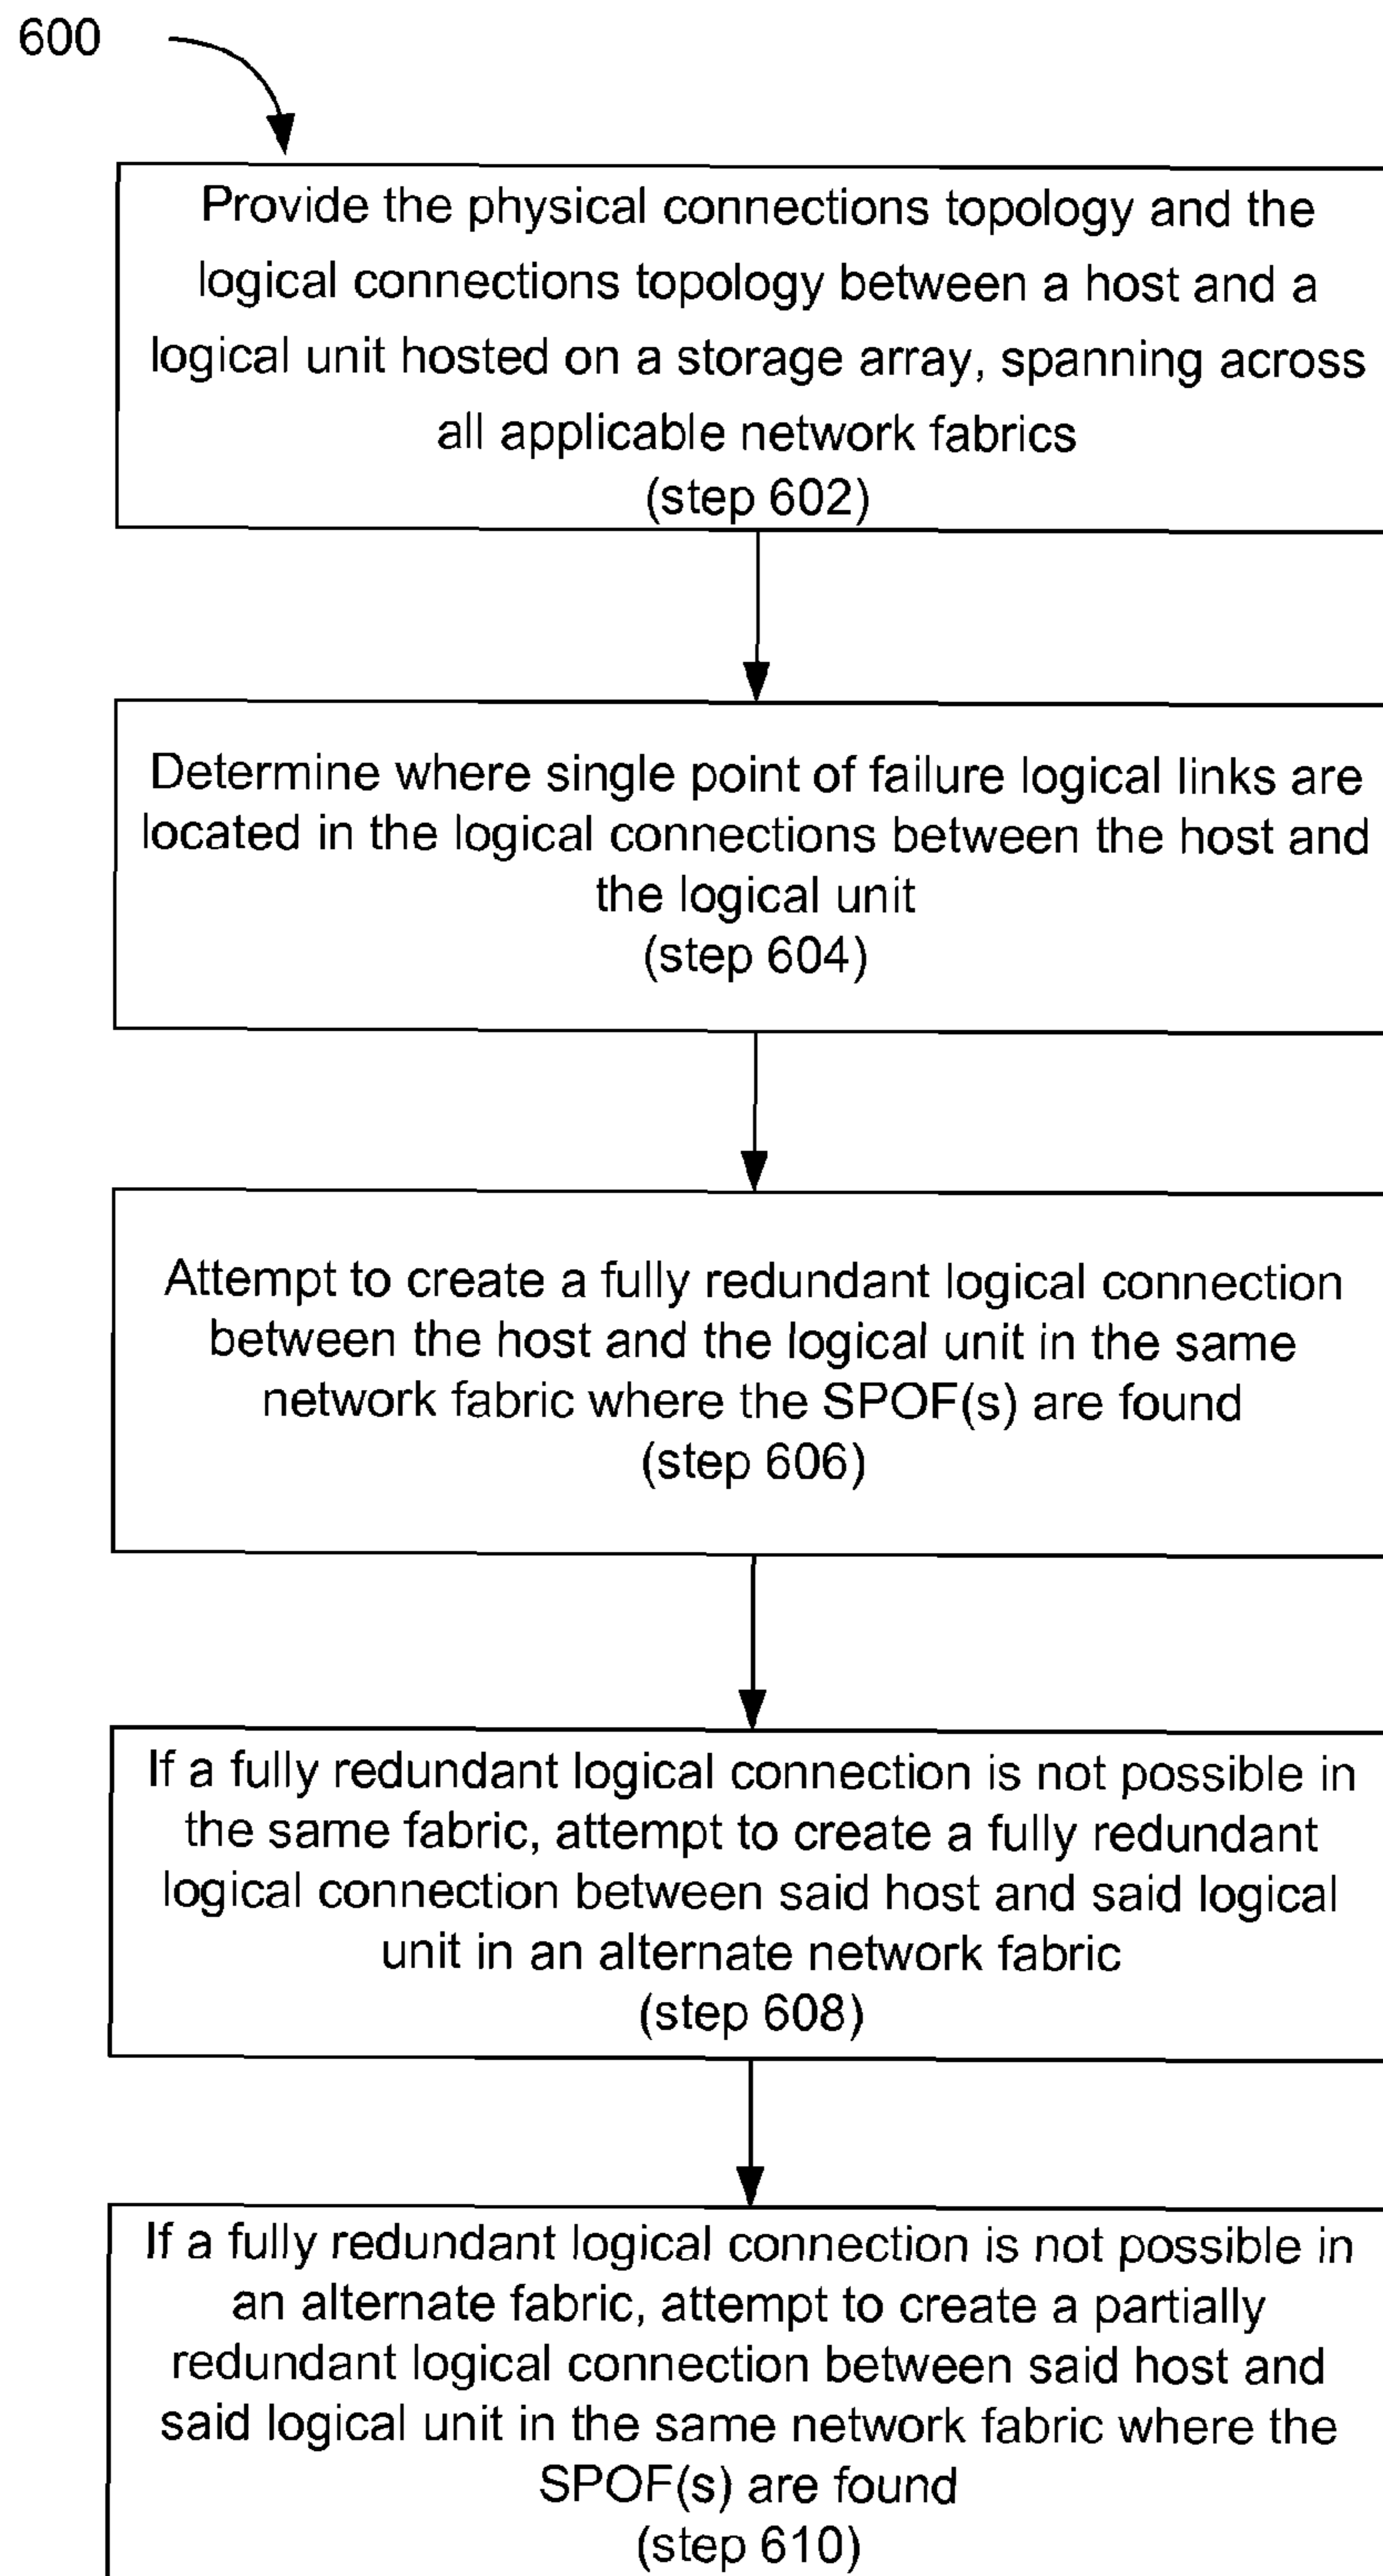 600
Provide the physical connections topology and the
logical connections topology between a host and a
logical unit hosted on a storage array, spanning across
all applicable network fabrics
(step 602)
Determine where single point of failure logical links are
located in the logical connections between the host and
the logical unit
(step 604)
Attempt to create a fully redundant logical connection
between the host and the logical unit in the same
network fabric where the SPOF(s) are found
(step 606)
If a fully redundant logical connection is not possible in
the same fabric, attempt to create a fully redundant
logical connection between said host and said logical
unit in an alternate network fabric
(step 608)
If a fully redundant logical connection is not possible in
an alternate fabric, attempt to create a partially
redundant logical connection between said host and
said logical unit in the same network fabric where the
SPOF(s) are found
(step 610)